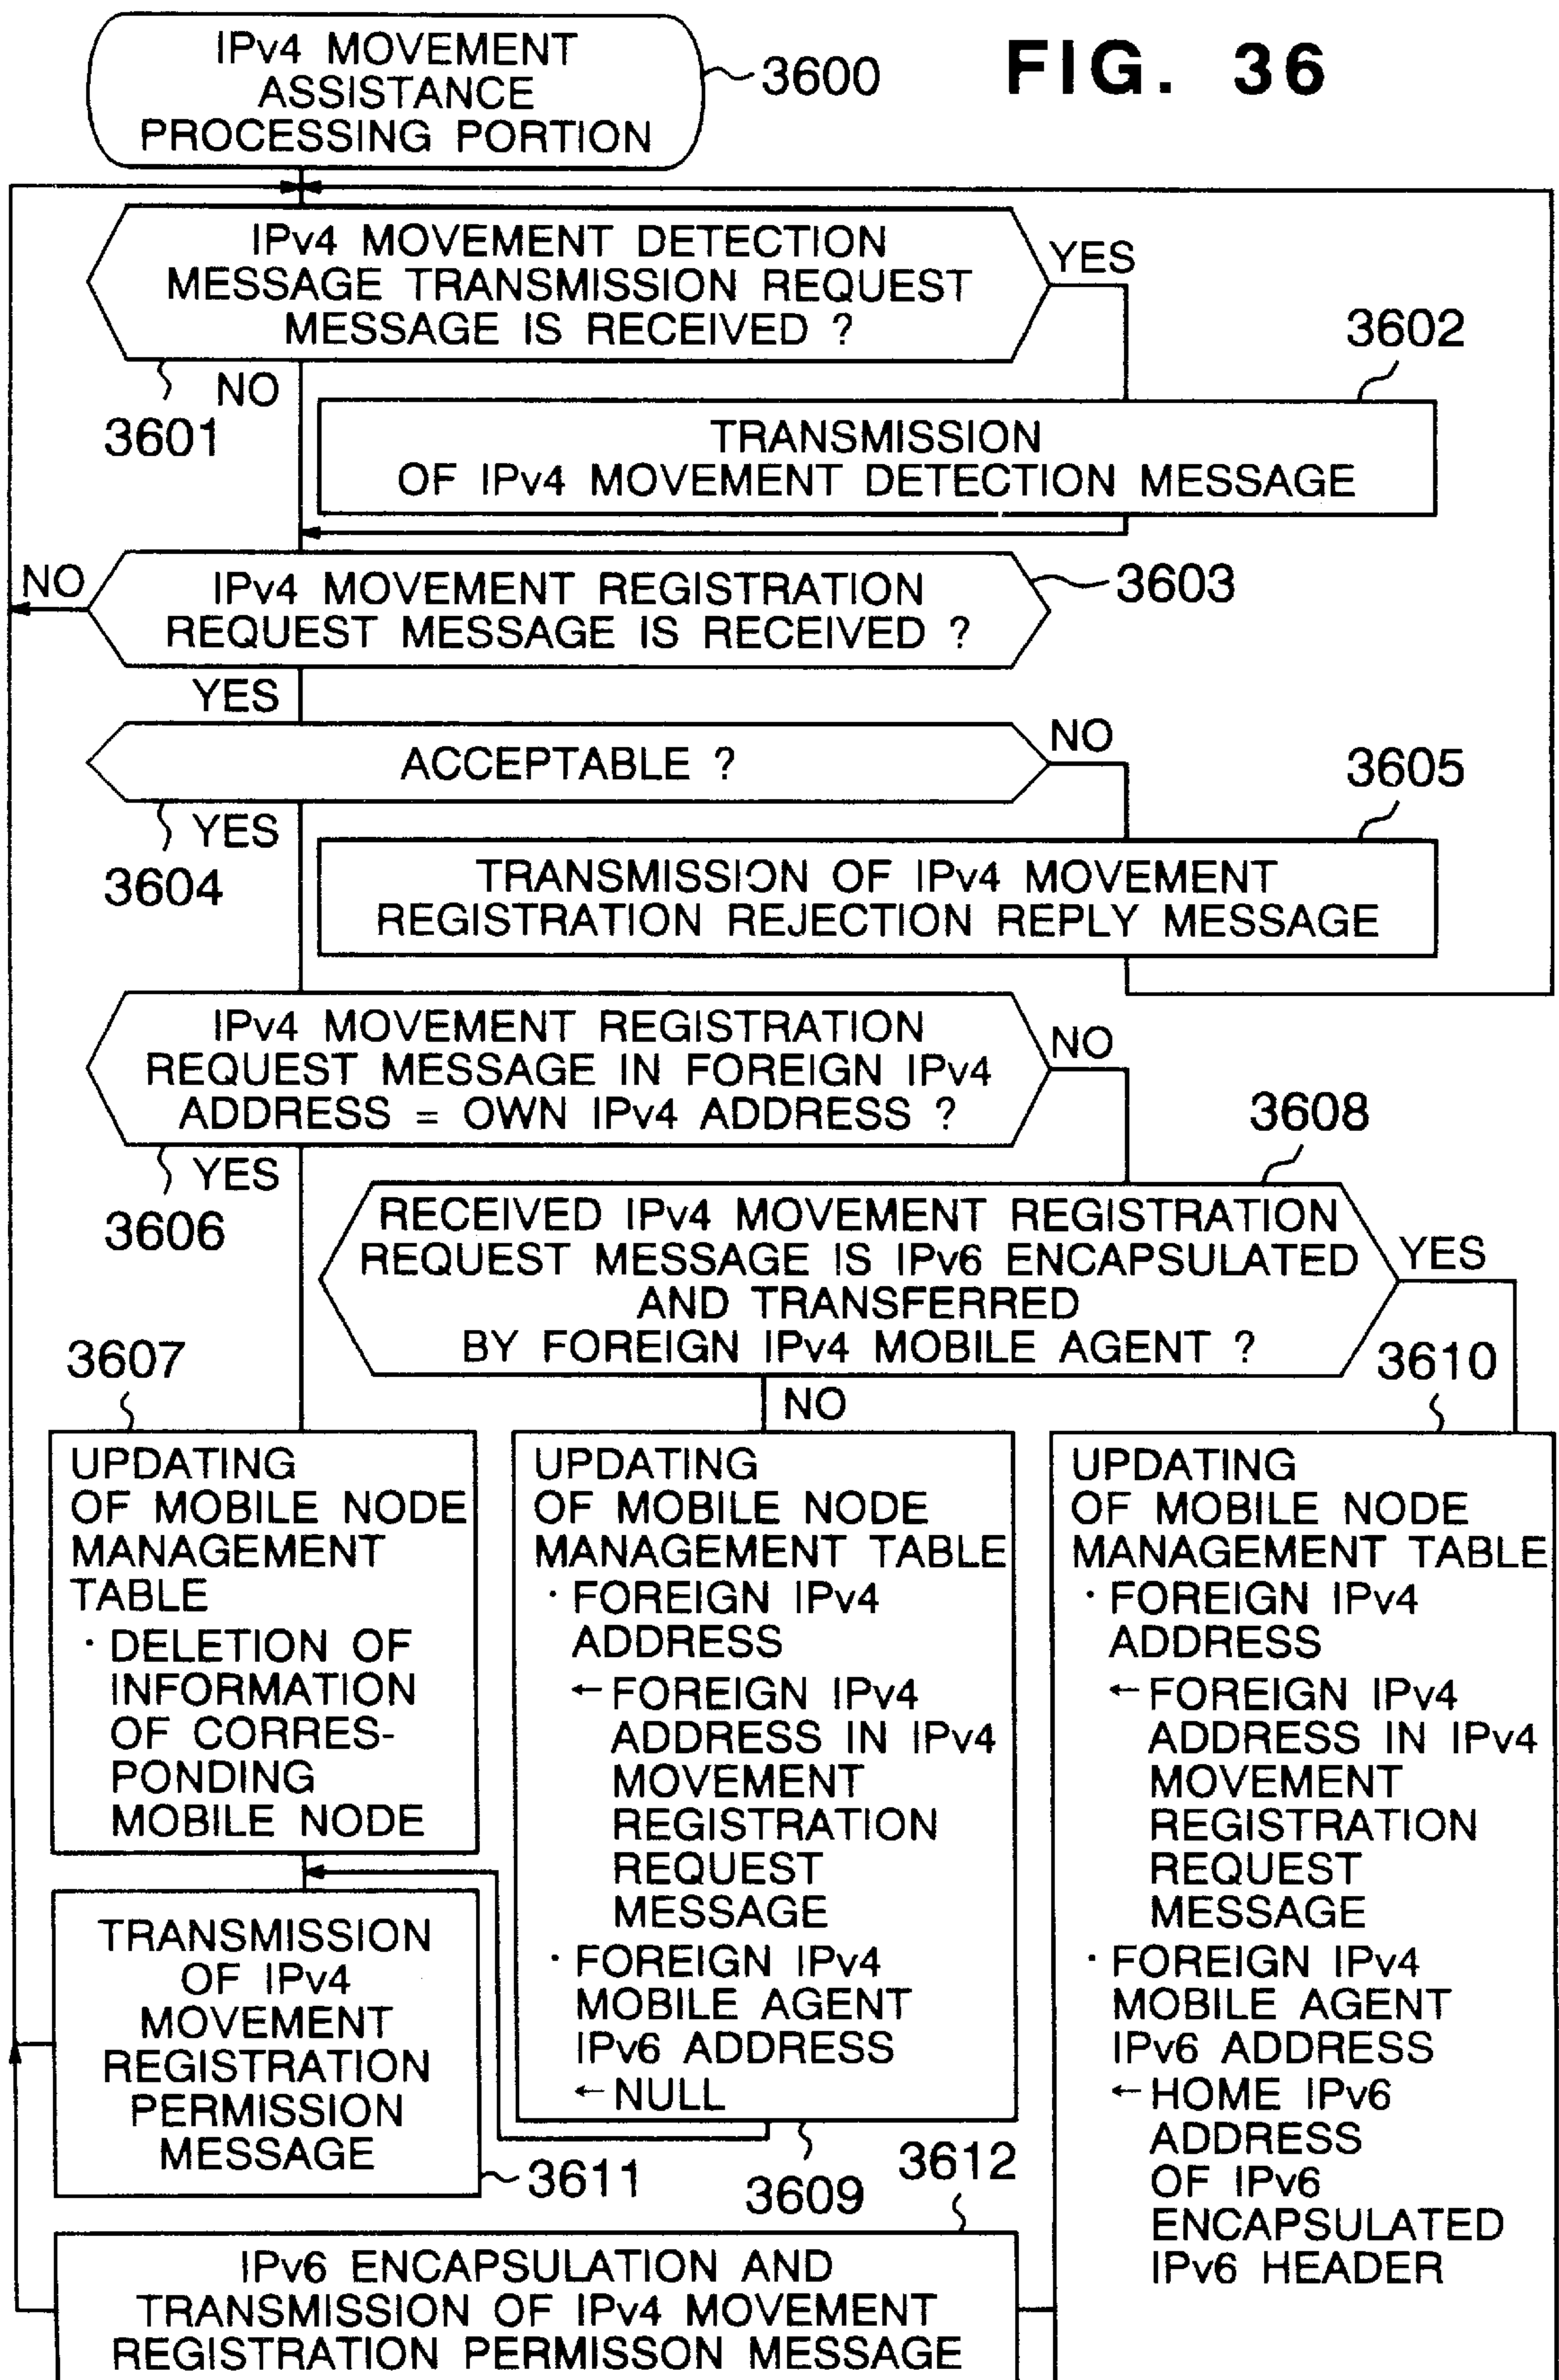 IPv4 MOVEMENT
ASSISTANCE
PROCESSING PORTION
3600
FIG. 36
IPv4 MOVEMENT DETECTION
MESSAGE TRANSMISSION REQUEST
MESSAGE IS RECEIVED ?
YES
3601
NO
3602
TRANSMISSION
OF IPv4 MOVEMENT DETECTION MESSAGE
NO
IPv4 MOVEMENT REGISTRATION
REQUEST MESSAGE IS RECEIVED ?
3603
YES
ACCEPTABLE ?
NO
3604
YES
3605
TRANSMISSION OF IPv4 MOVEMENT
REGISTRATION REJECTION REPLY MESSAGE
IPv4 MOVEMENT REGISTRATION
REQUEST MESSAGE IN FOREIGN IPv4
ADDRESS = OWN IPv4 ADDRESS ?
NO
3606
YES
3608
RECEIVED IPv4 MOVEMENT REGISTRATION
REQUEST MESSAGE IS IPv6 ENCAPSULATED
AND TRANSFERRED
BY FOREIGN IPv4 MOBILE AGENT ?
YES
NO
3607
UPDATING
OF MOBILE NODE
MANAGEMENT
TABLE
· DELETION OF
INFORMATION
OF CORRES-
PONDING
MOBILE NODE
UPDATING
OF MOBILE NODE
MANAGEMENT TABLE
· FOREIGN IPv4
ADDRESS
← FOREIGN IPv4
ADDRESS IN IPv4
MOVEMENT
REGISTRATION
REQUEST
MESSAGE
· FOREIGN IPv4
MOBILE AGENT
IPv6 ADDRESS
← NULL
3609
3610
UPDATING
OF MOBILE NODE
MANAGEMENT TABLE
· FOREIGN IPv4
ADDRESS
← FOREIGN IPv4
ADDRESS IN IPv4
MOVEMENT
REGISTRATION
REQUEST
MESSAGE
· FOREIGN IPv4
MOBILE AGENT
IPv6 ADDRESS
← HOME IPv6
ADDRESS
OF IPv6
ENCAPSULATED
IPv6 HEADER
TRANSMISSION
OF IPv4
MOVEMENT
REGISTRATION
PERMISSION
MESSAGE
3611
3612
IPv6 ENCAPSULATION AND
TRANSMISSION OF IPv4 MOVEMENT
REGISTRATION PERMISSON MESSAGE